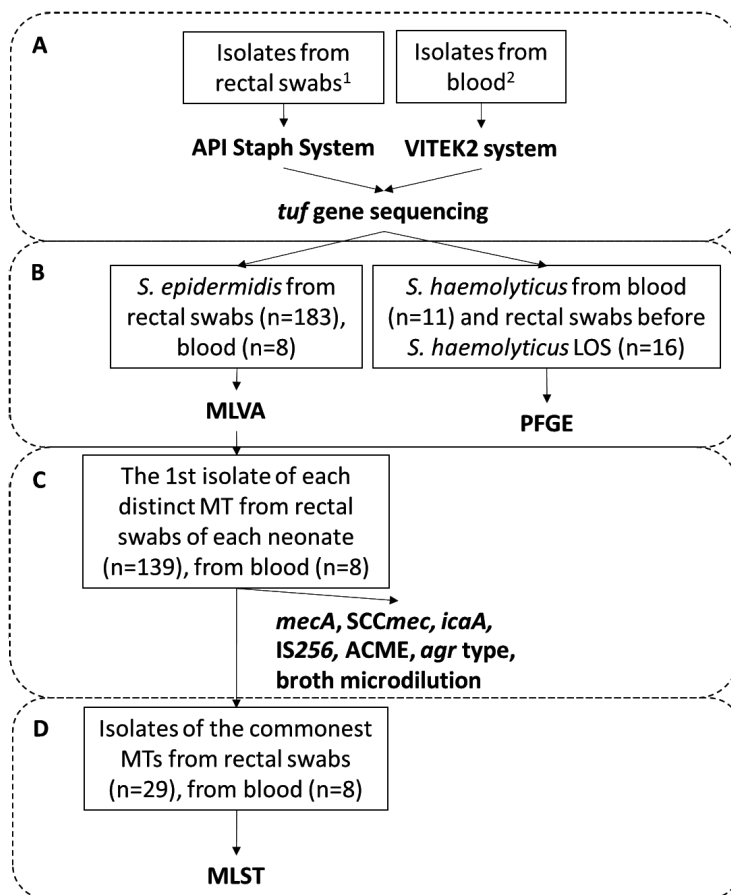 A
Isolates from
rectal swabs1
Isolates from
blood2
API Staph System
VITEK2 system
tuf gene sequencing
B
S. epidermidis from
rectal swabs (n=183),
blood (n=8)
S. haemolyticus from blood
(n=11) and rectal swabs before
S. haemolyticus LOS (n=16)
MLVA
PFGE
C
The 1st isolate of each
distinct MT from rectal
swabs of each neonate
(n=139), from blood (n=8)
mecA, SCCmec, icaA,
IS256, ACME, agr type,
broth microdilution
D
Isolates of the commonest
MTs from rectal swabs
(n=29), from blood (n=8)
MLST